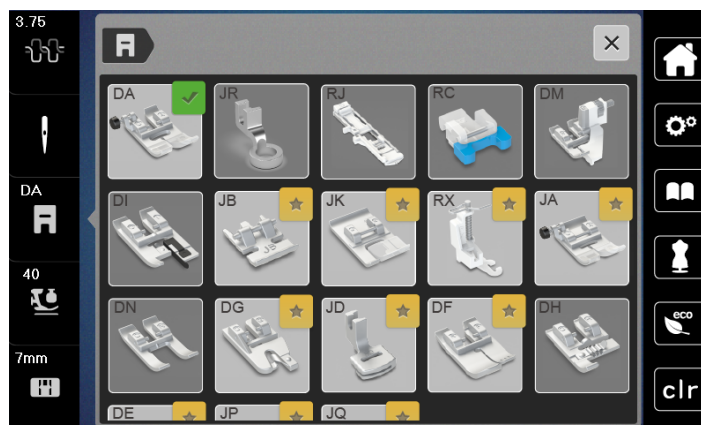 3.75
DA
40
7mm
DA
JR
RJ
RC
DM
DI
JB
JB
JK
RX
JA
DN
DG
JD
DF
DH
DE
JP
JQ
eco
clr